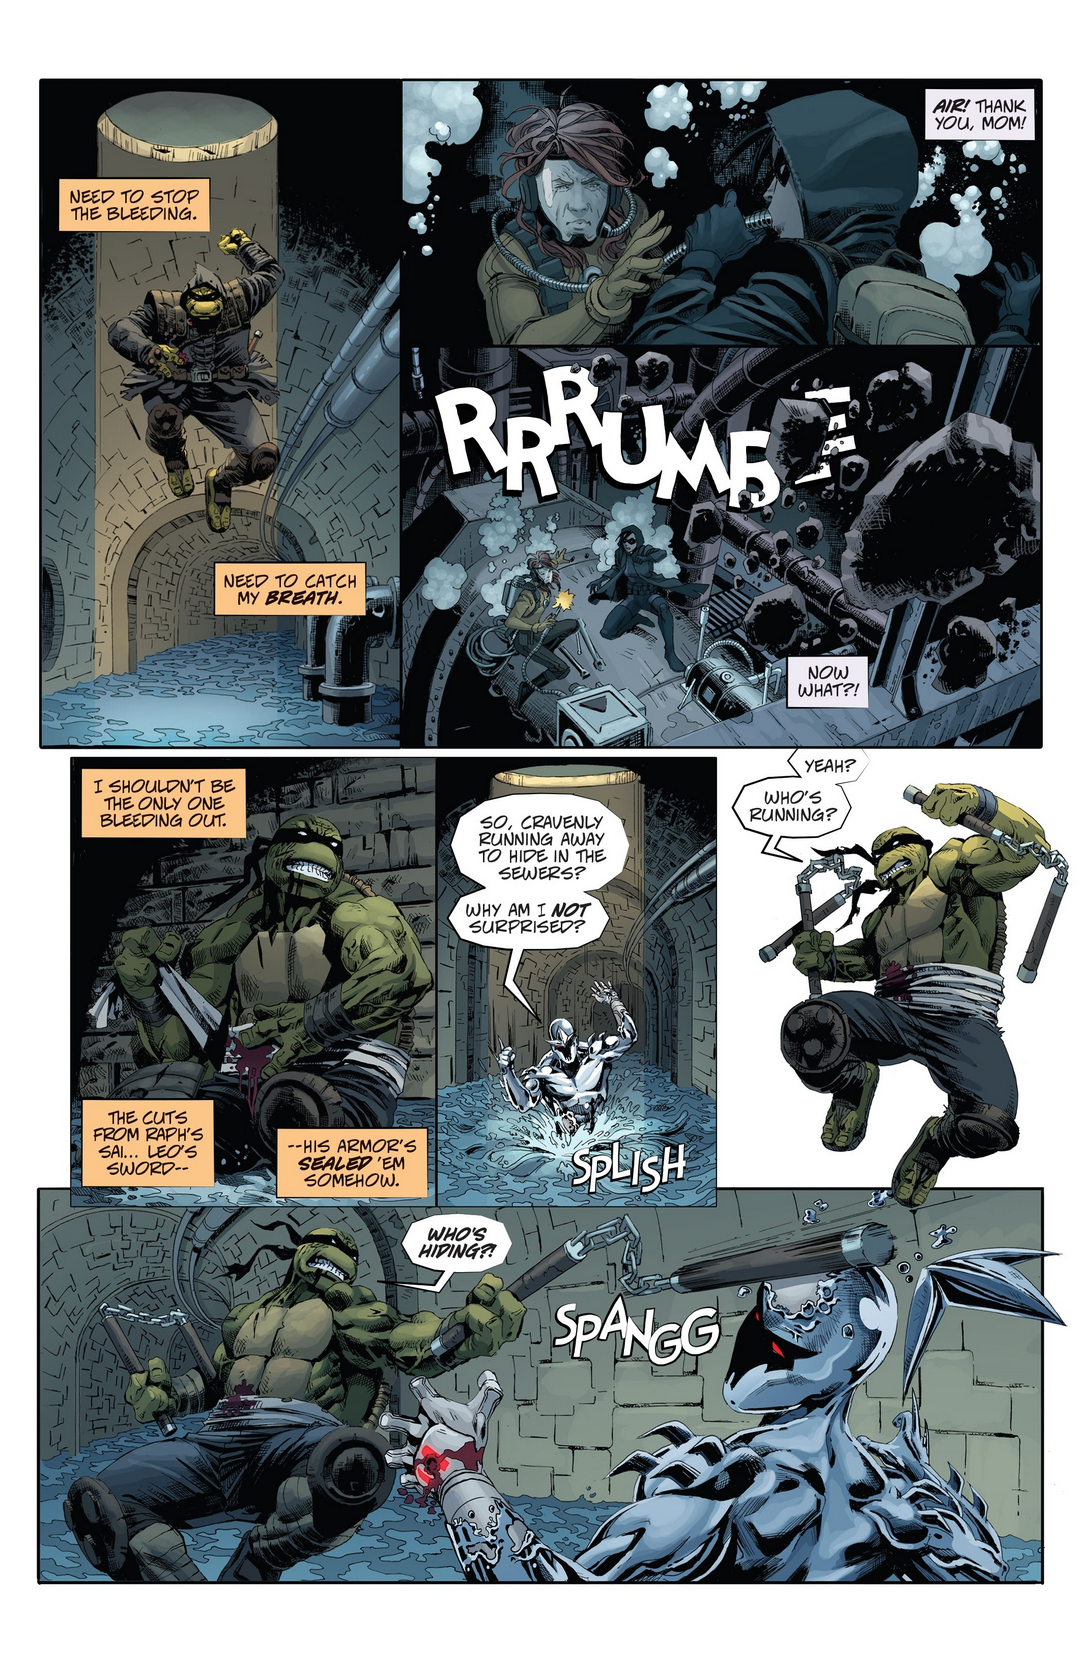 NEED TO STOP
THE BLEEDING.
NEED TO CATCH
MY BREATH.
AIR! THANK
YOU, MOM!
RRRUMBL
NOW
WHAT?!
I SHOULDN'T BE
THE ONLY ONE
BLEEDING OUT.
THE CUTS
FROM RAPH'S
SAI... LEO'S
SWORD--
--HIS ARMOR'S
SEALED 'EM
SOMEHOW.
SO, CRAVENLY
RUNNING AWAY
TO HIDE IN THE
SEWERS?
WHY AM I NOT
SURPRISED?
SPLISH
YEAH?
WHO'S
RUNNING?
WHO'S
HIDING?!
SPANGG